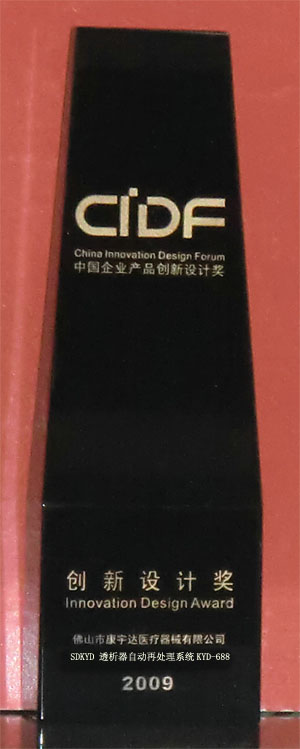 CIDF
China Innovation Design Forum
中国企业产品创新设计奖
创新设计奖
Innovation Design Award
佛山市康宇达医疗器械有限公司
SDKYD 透析器自动再处理系统 KYD-688
2009